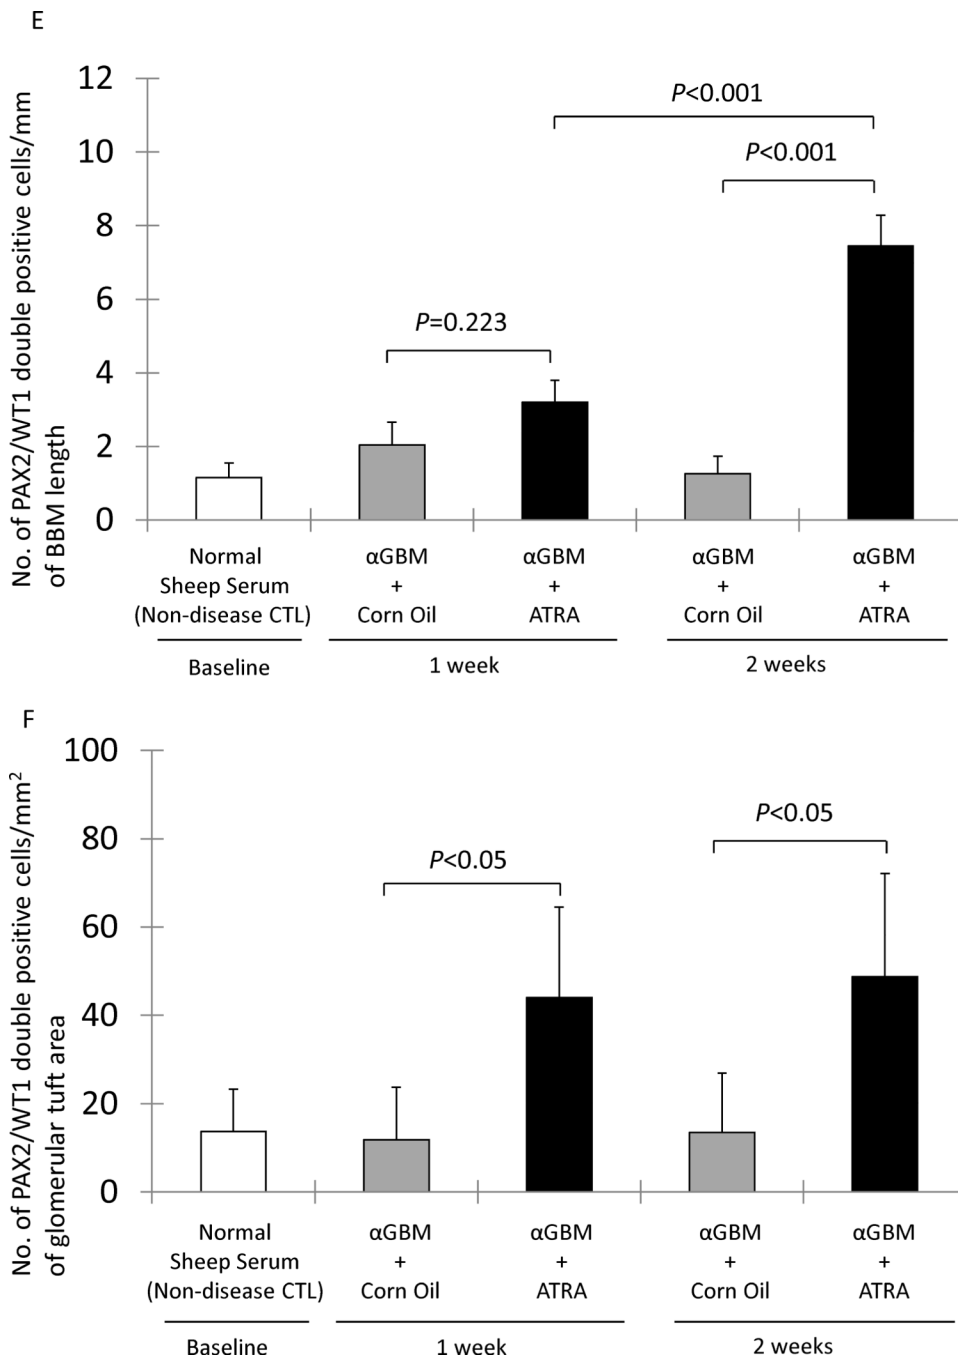 E
No. of PAX2/WT1 double positive cells/mm
of BBM length
12
10
8
6
4
2
0
P<0.001
P<0.001
P=0.223
Normal
Sheep Serum
(Non-disease CTL)
αGBM
+
Corn Oil
αGBM
+
ATRA
αGBM
+
Corn Oil
αGBM
+
ATRA
Baseline
1 week
2 weeks
F
No. of PAX2/WT1 double positive cells/mm²
of glomerular tuft area
100
80
60
40
20
0
P<0.05
P<0.05
Normal
Sheep Serum
(Non-disease CTL)
αGBM
+
Corn Oil
αGBM
+
ATRA
αGBM
+
Corn Oil
αGBM
+
ATRA
Baseline
1 week
2 weeks